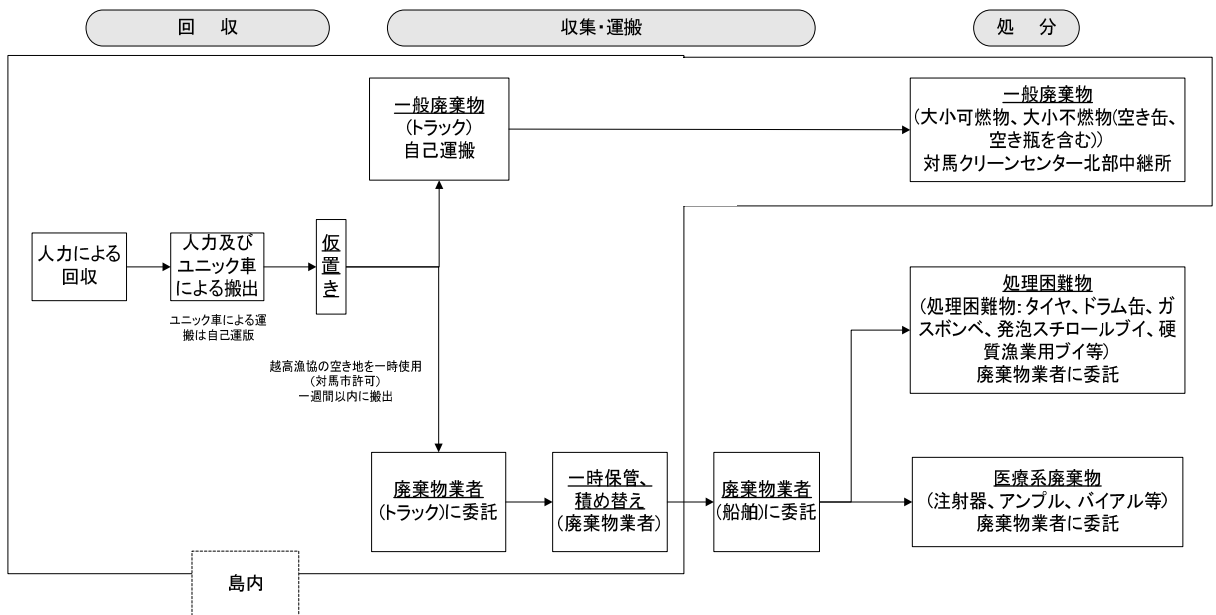 回　収
収集・運搬
処　分
一般廃棄物
(トラック)
自己運搬
一般廃棄物
(大小可燃物、大小不燃物(空き缶、
空き瓶を含む))
対馬クリーンセンター北部中継所
人力による
回収
人力及び
ユニック車
による搬出
ユニック車による運
搬は自己運版
仮
置
き
越高漁協の空き地を一時使用
(対馬市許可)
一週間以内に搬出
処理困難物
(処理困難物:タイヤ、ドラム缶、ガ
スボンベ、発泡スチロールブイ、硬
質漁業用ブイ等)
廃棄物業者に委託
廃棄物業者
(トラック)に委託
一時保管、
積め替え
(廃棄物業者)
廃棄物業者
(船舶)に委託
医療系廃棄物
(注射器、アンプル、バイアル等)
廃棄物業者に委託
島内